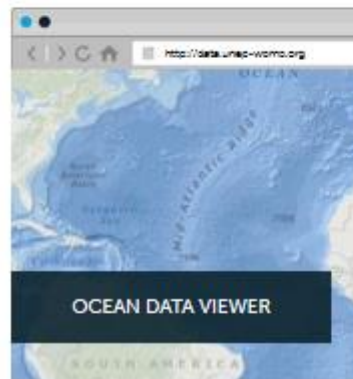 http://data.unep-wcmc.org
OCEAN
Mid-Atlantic Ridge
OCEAN DATA VIEWER
SOUTH AMERICA